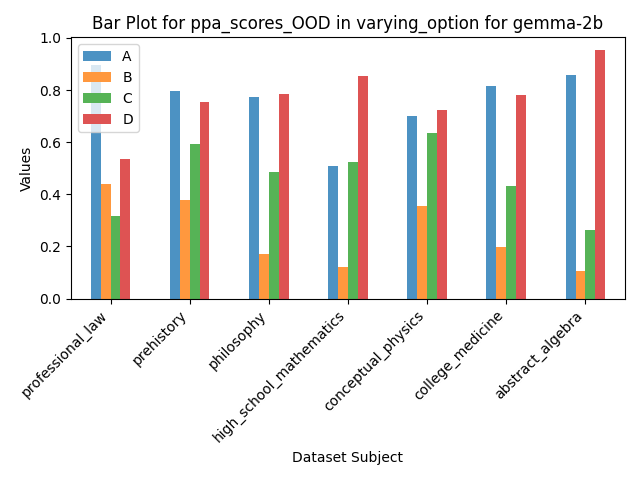 Bar Plot for ppa_scores_OOD in varying_option for gemma-2b
A
B
C
D
Values
1.0
0.8
0.6
0.4
0.2
0.0
professional_law
prehistory
philosophy
high_school_mathematics
conceptual_physics
college_medicine
abstract_algebra
Dataset Subject